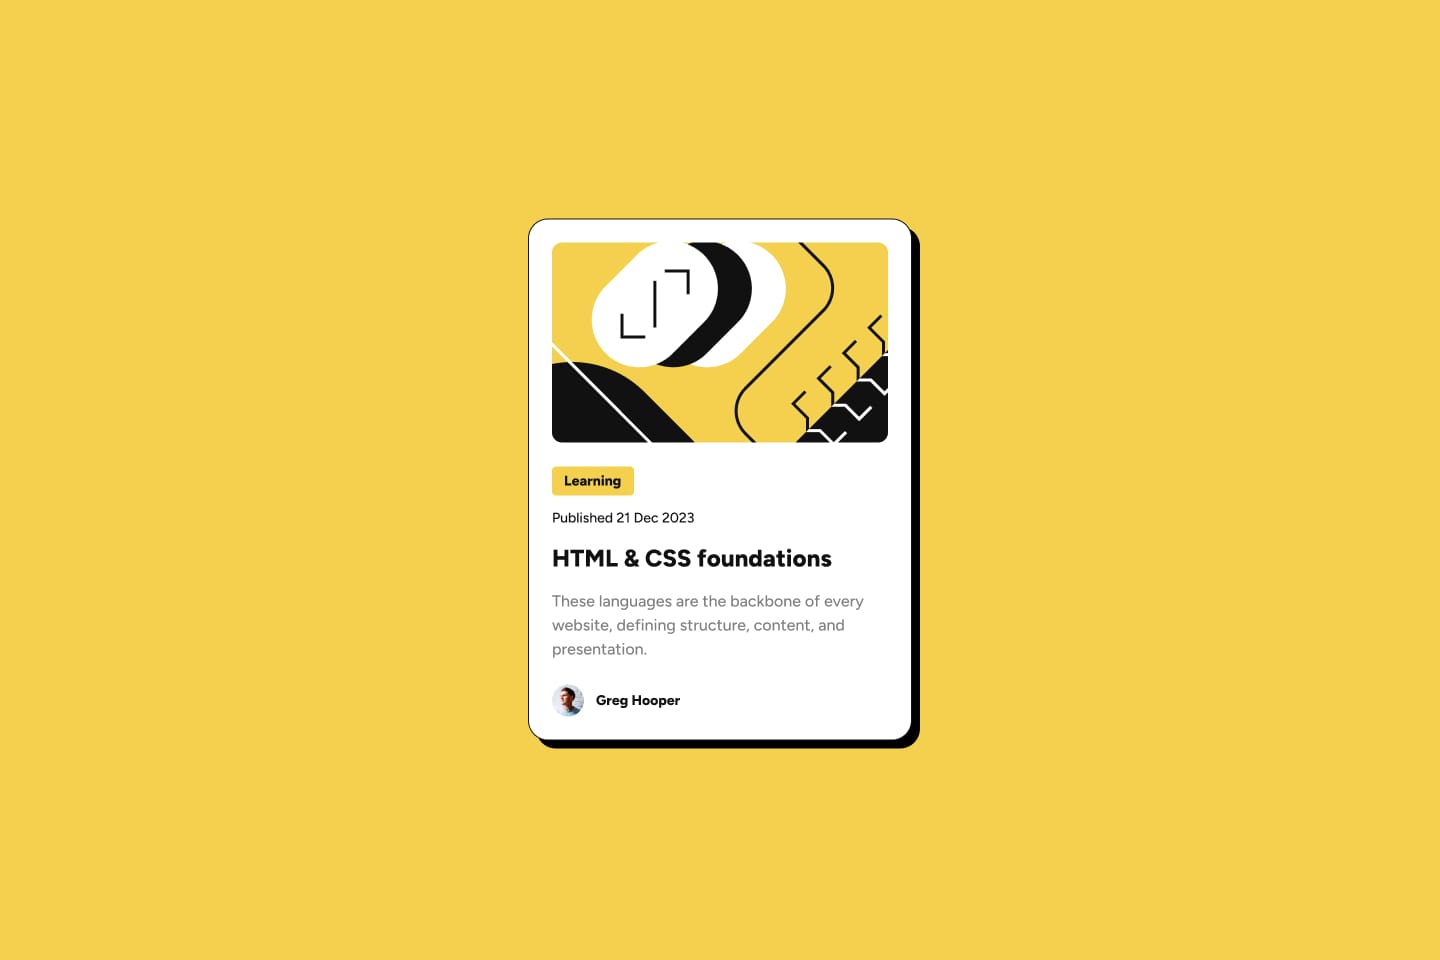 Learning
Published 21 Dec 2023
HTML & CSS foundations
These languages are the backbone of every
website, defining structure, content, and
presentation.
Greg Hooper